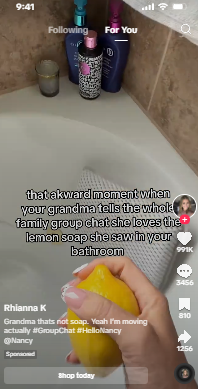 9:41
Following For You
that akward moment when
your grandma tells the whole
family group chat she loves the
lemon soap she saw in your
bathroom
991K
3456
810
1256
Rhianna K
Grandma thats not soap. Yeah I'm moving
actually #GroupChat #HelloNancy
@Nancy
Sponsored
Shop today